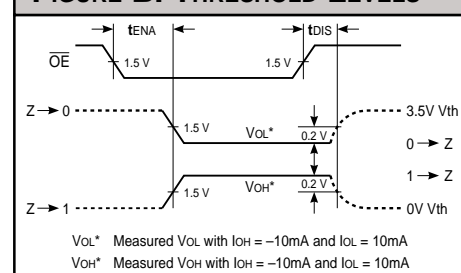 FIGURE B. THRESHOLD LEVELS
tENA tDIS
OE 1.5 V 1.5 V
Z → 0 3.5V Vth
1.5 V VOL* 0.2 V
0 → Z
1 → Z
1.5 V VOH* 0.2 V
Z → 1 0V Vth
VOL* Measured VOL with IOH = –10mA and IOL = 10mA
VOH* Measured VOH with IOH = –10mA and IOL = 10mA